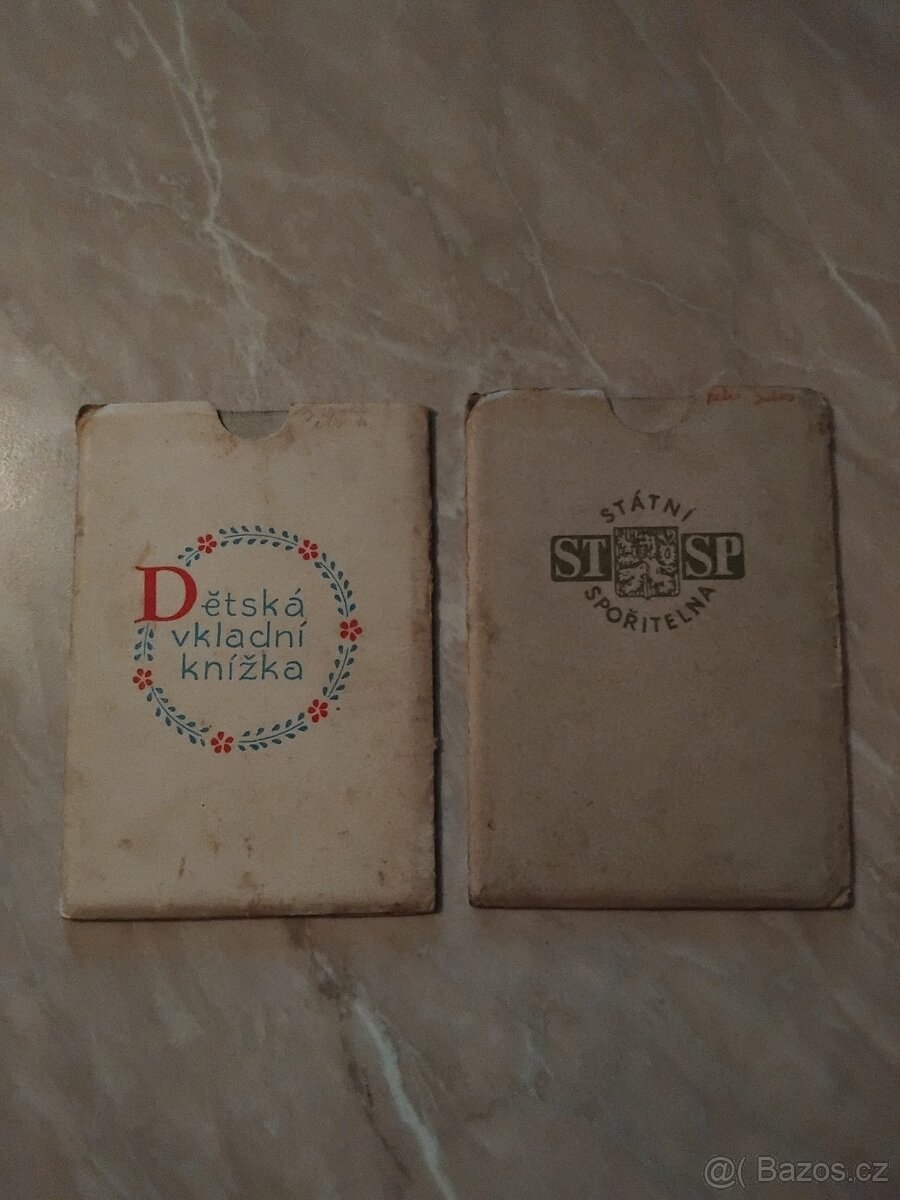 Dětská
vkladní
knížka
STÁTNÍ
ST SP
SPOŘITELNA
@( Bazos.cz